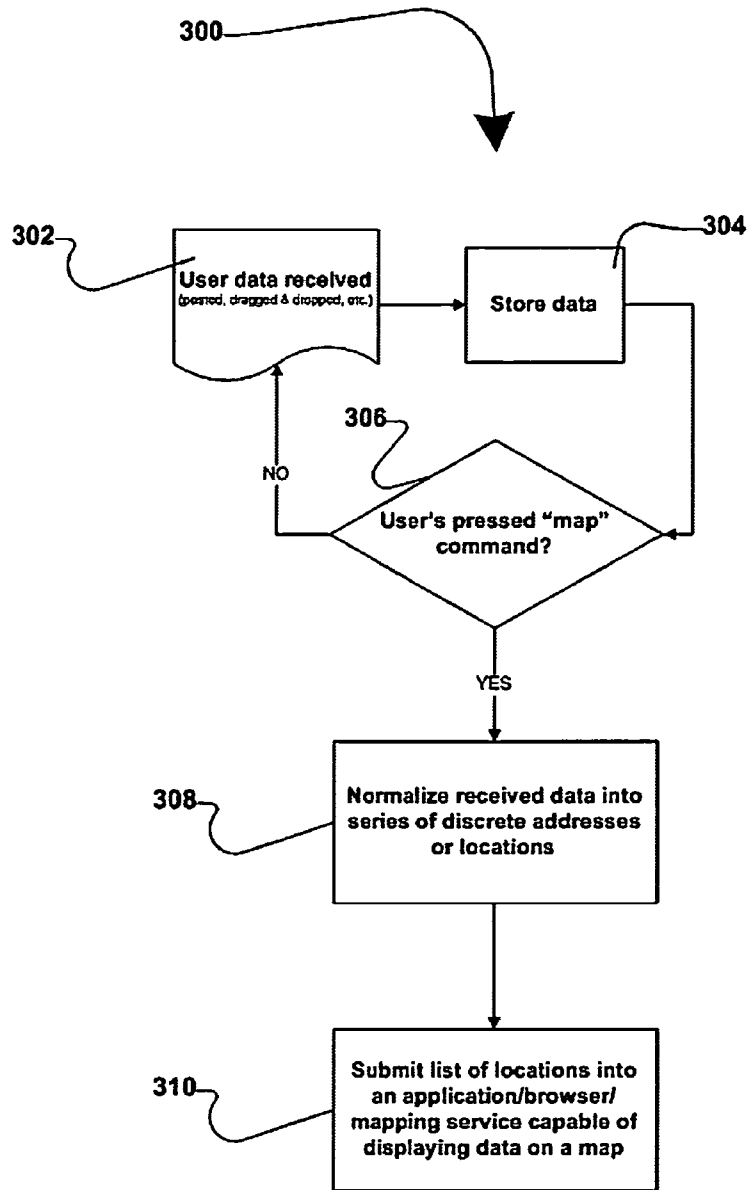 300
302
304
User data received
(pasted, dragged & dropped, etc.)
Store data
306
NO
User's pressed “map”
command?
YES
308
Normalize received data into
series of discrete addresses
or locations
310
Submit list of locations into
an application/browser/
mapping service capable of
displaying data on a map